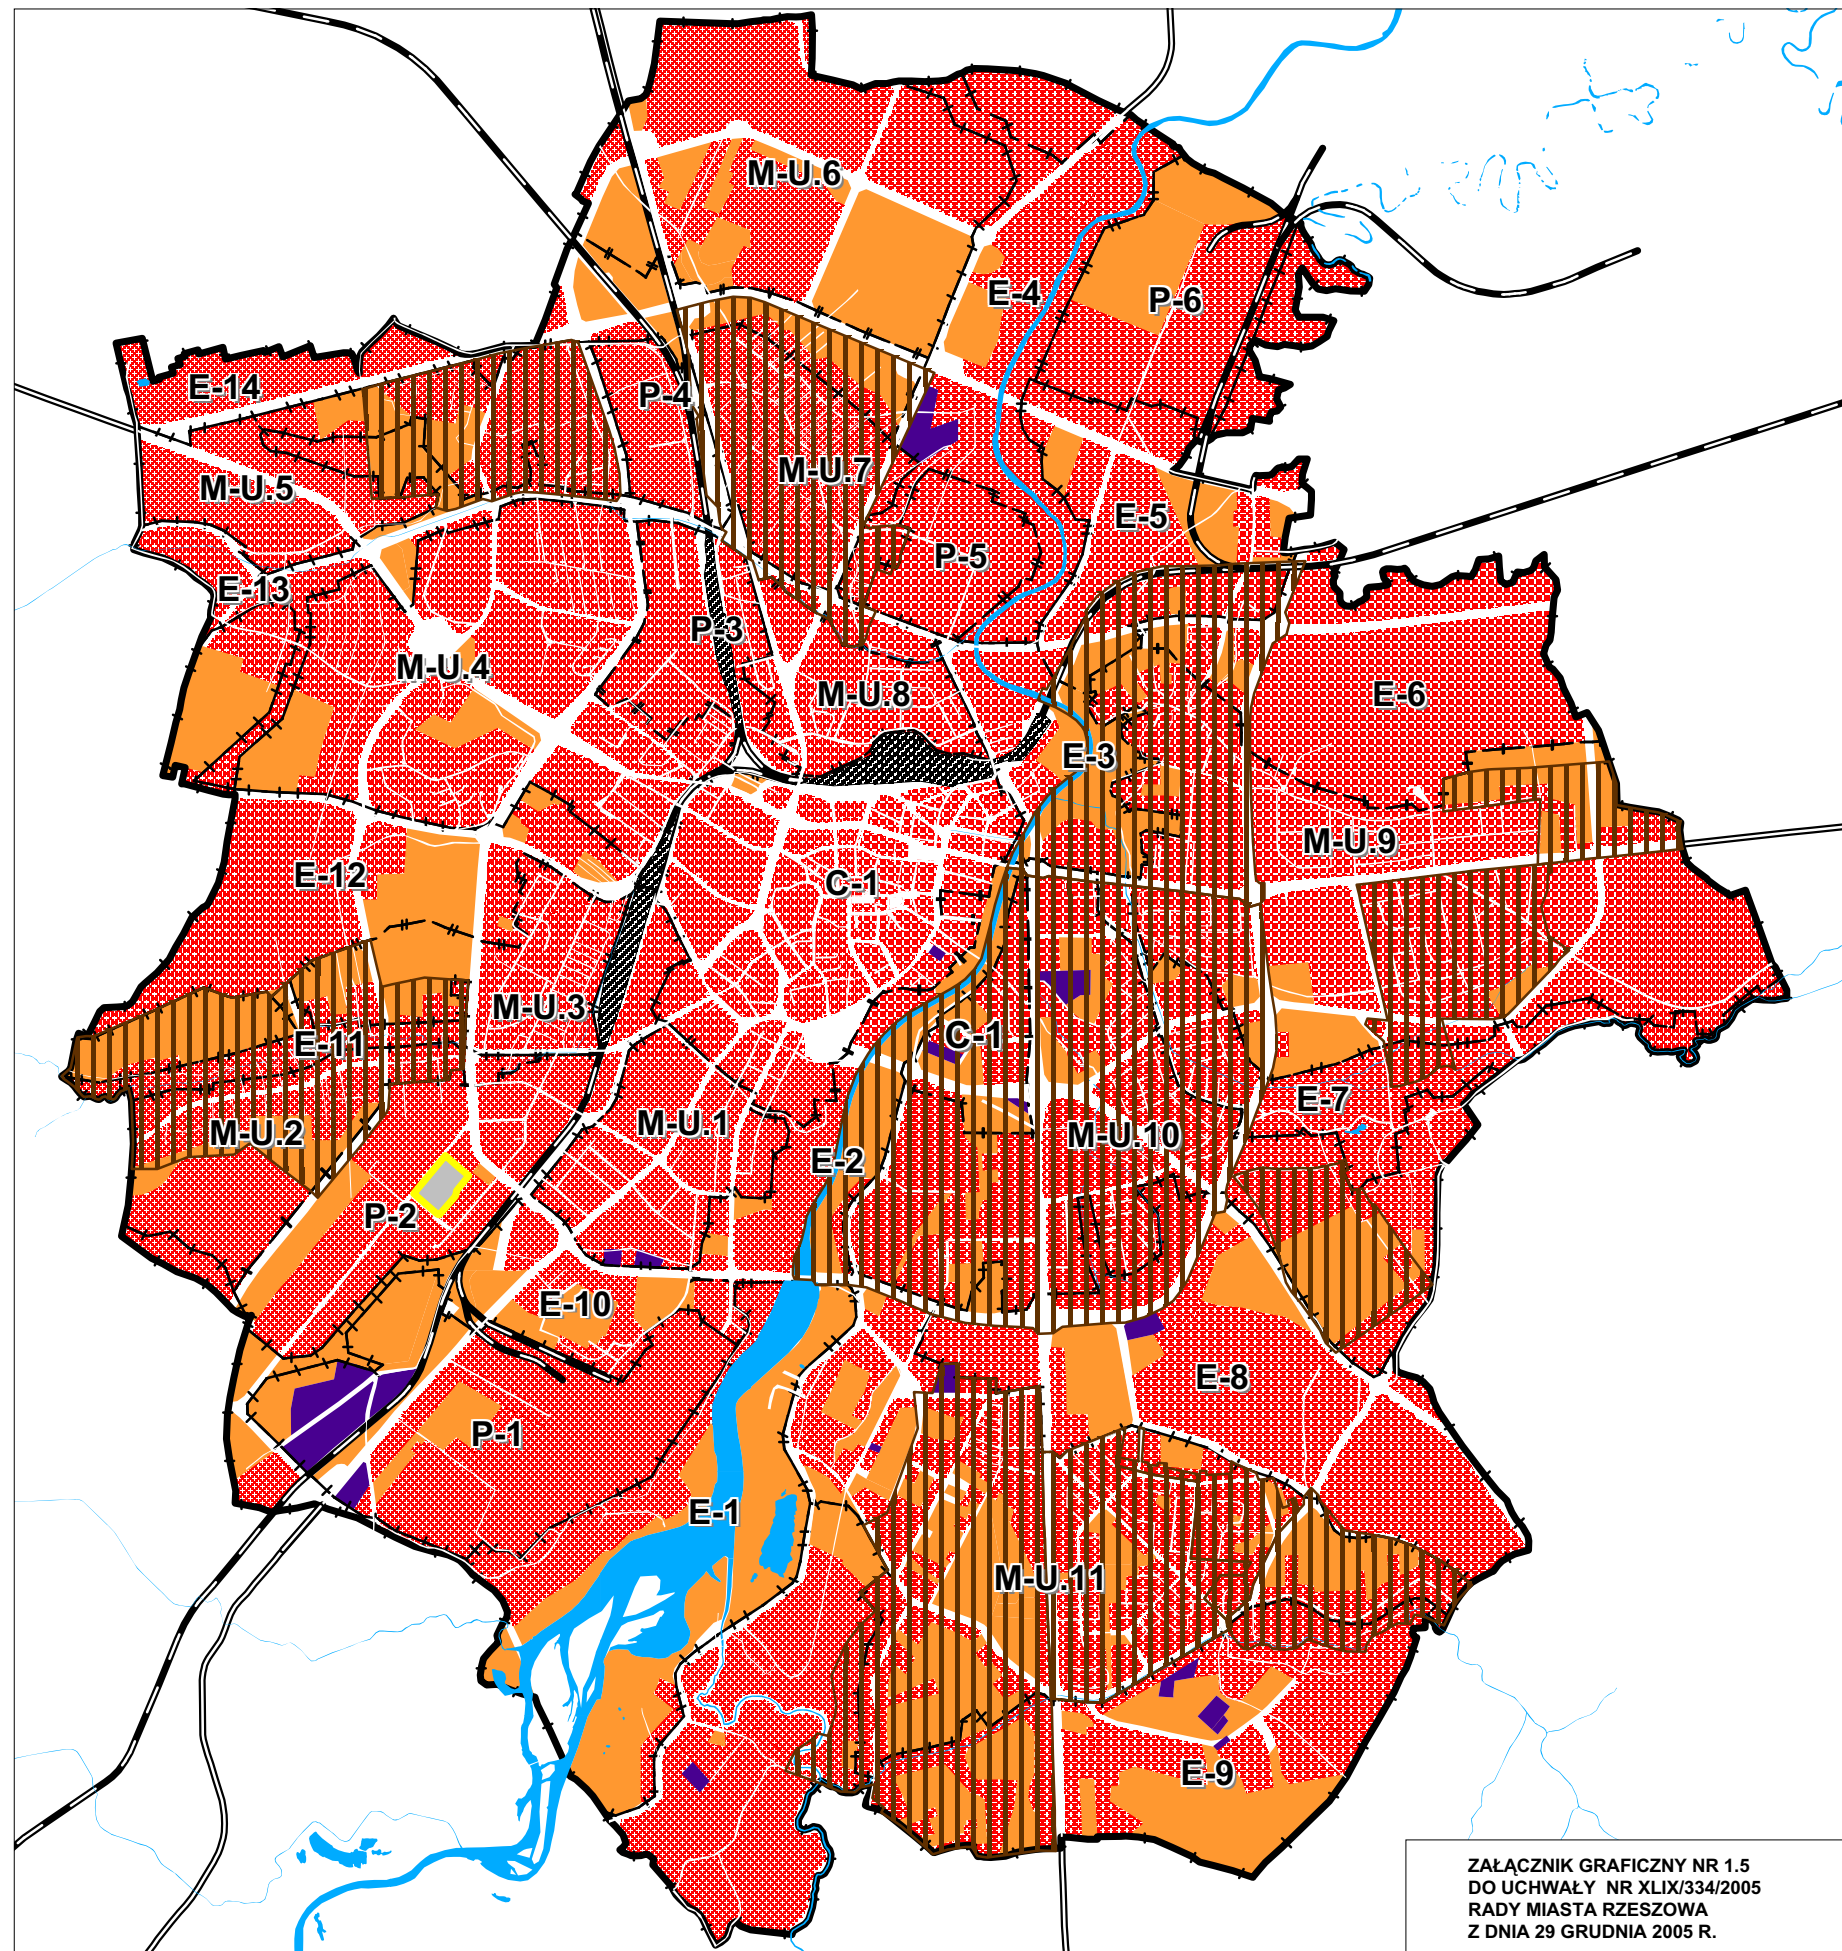 M-U.6
E-4
P-6
E-14
P-4
M-U.7
M-U.5
E-5
P-5
E-13
P-3
M-U.4
M-U.8
E-6
E-3
M-U.9
E-12
C-1
M-U.3
C-1
E-11
E-7
M-U.1
M-U.2
M-U.10
E-2
P-2
E-10
E-8
P-1
E-1
M-U.11
E-9
ZAŁĄCZNIK GRAFICZNY NR 1.5
DO UCHWAŁY NR XLIX/334/2005
RADY MIASTA RZESZOWA
Z DNIA 29 GRUDNIA 2005 R.